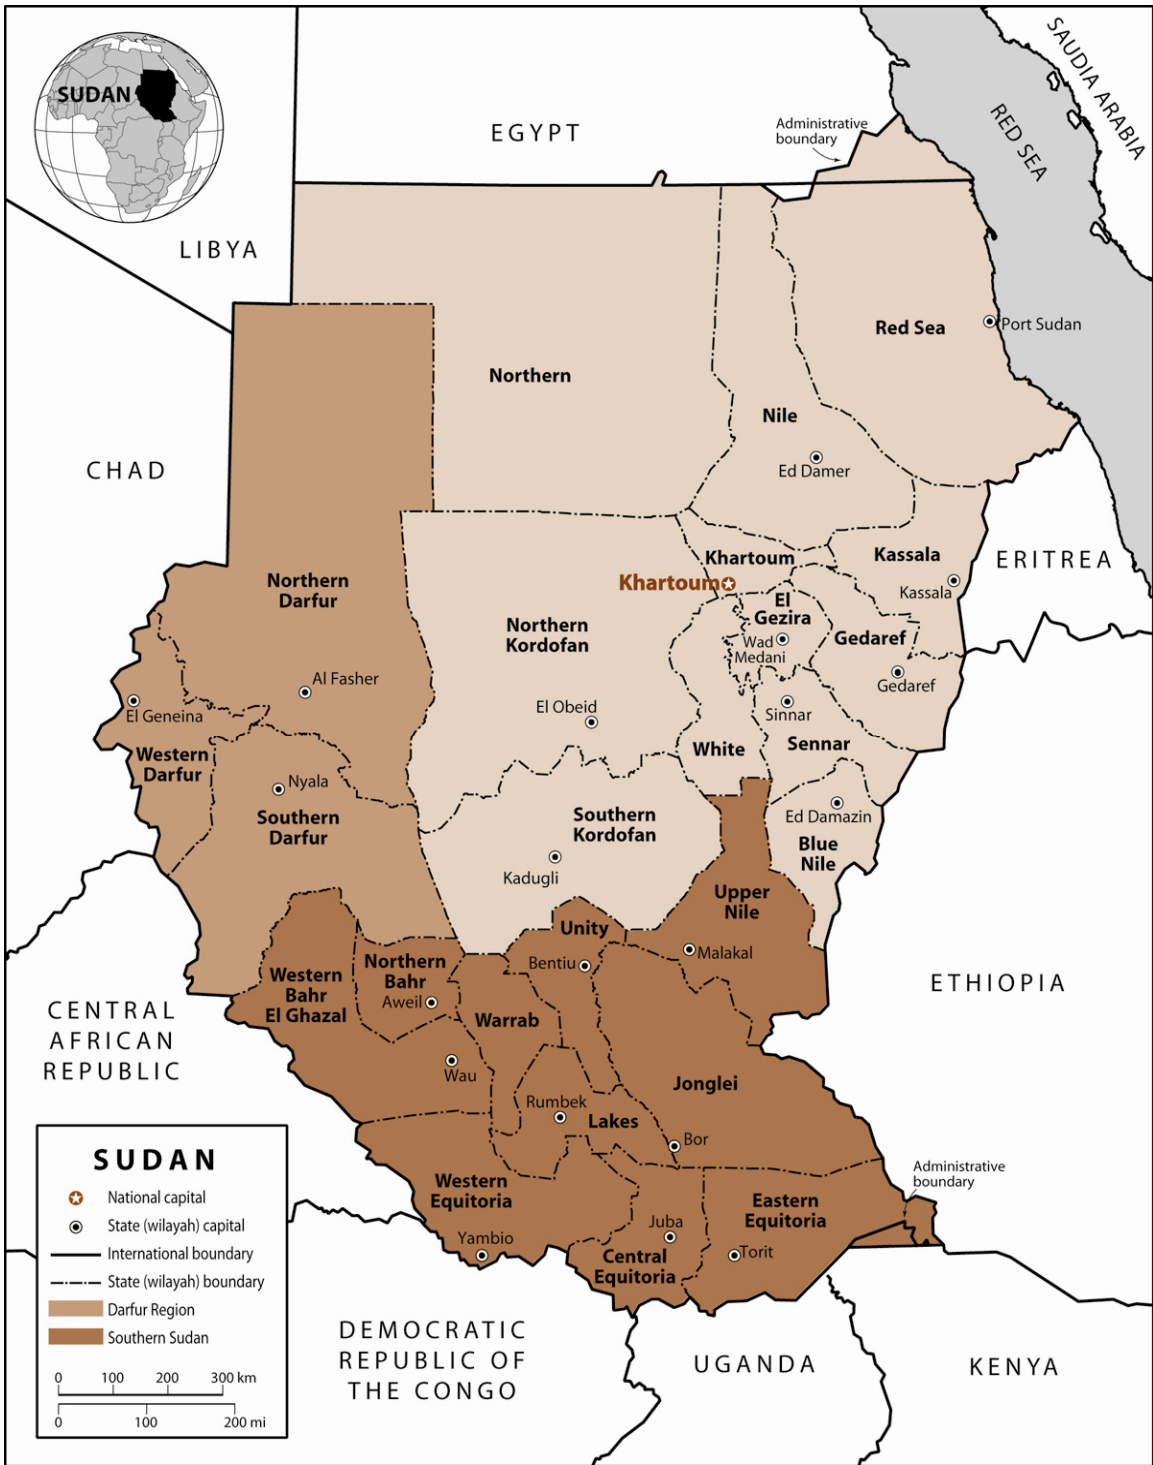 SUDAN
EGYPT
Administrative
boundary
SAUDIA ARABIA
RED SEA
LIBYA
Red Sea
Port Sudan
Northern
Nile
Ed Damer
CHAD
Khartoum
Kassala
ERITREA
Khartoum
Kassala
Northern
Darfur
El
Gezira
Northern
Kordofan
Gedaref
Wad
Medani
Al Fasher
Gedaref
El Geneina
El Obeid
Sinnar
Western
Darfur
White
Sennar
Nyala
Southern
Darfur
Southern
Kordofan
Ed Damazin
Blue
Nile
Kadugli
Upper
Nile
Unity
Malakal
Northern
Bahr
Bentiu
Western
Bahr
El Ghazal
Aweil
ETHIOPIA
CENTRAL
AFRICAN
REPUBLIC
Warrab
Wau
Jonglei
Rumbek
Lakes
Bor
Western
Equitoria
Eastern
Equitoria
Administrative
boundary
Juba
Yambio
Torit
Central
Equitoria
SUDAN
National capital
State (wilayah) capital
International boundary
State (wilayah) boundary
Darfur Region
Southern Sudan
0 100 200 300 km
0 100 200 mi
DEMOCRATIC
REPUBLIC OF
THE CONGO
UGANDA
KENYA